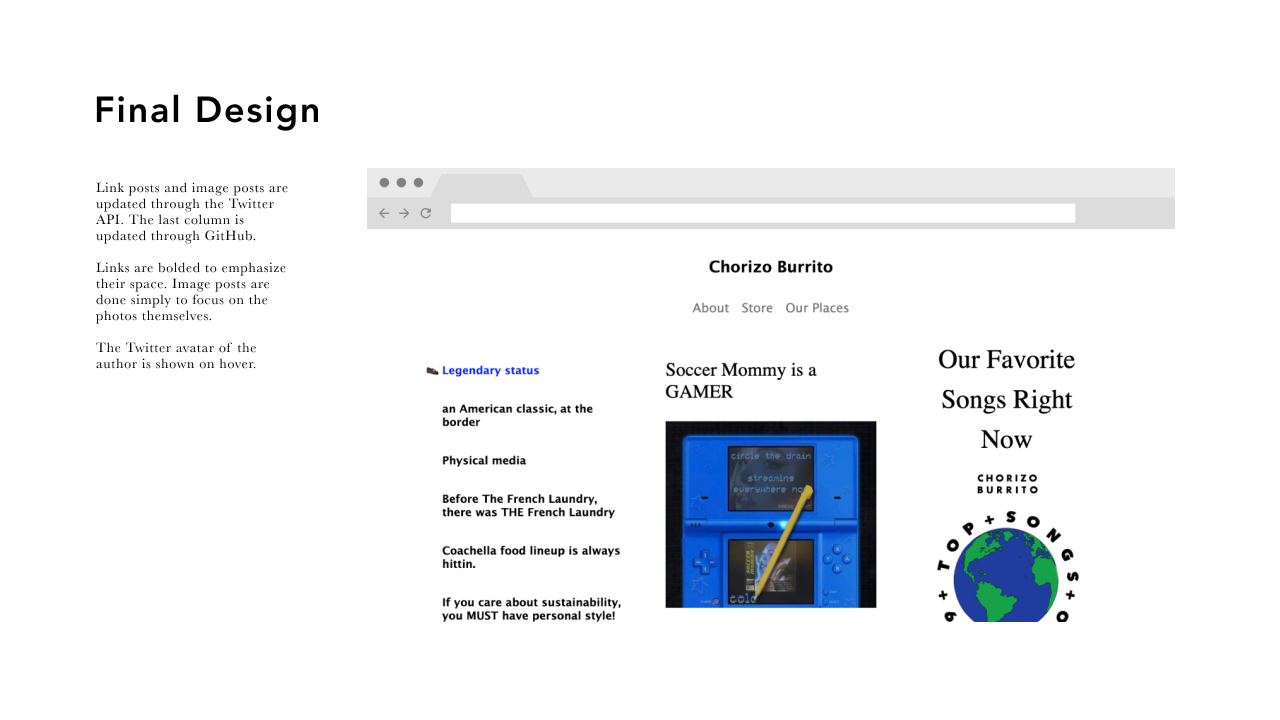 Final Design
Link posts and image posts are
updated through the Twitter
API. The last column is
updated through GitHub.
Links are bolded to emphasize
their space. Image posts are
done simply to focus on the
photos themselves.
The Twitter avatar of the
author is shown on hover.
Chorizo Burrito
About Store Our Places
Legendary status
an American classic, at the
border
Physical media
Before The French Laundry,
there was THE French Laundry
Coachella food lineup is always
hittin.
If you care about sustainability,
you MUST have personal style!
Soccer Mommy is a
GAMER
circle the drain
streaming
everywhere now
colo
Our Favorite
Songs Right
Now
CHORIZO
BURRITO
TOP + SONGS +